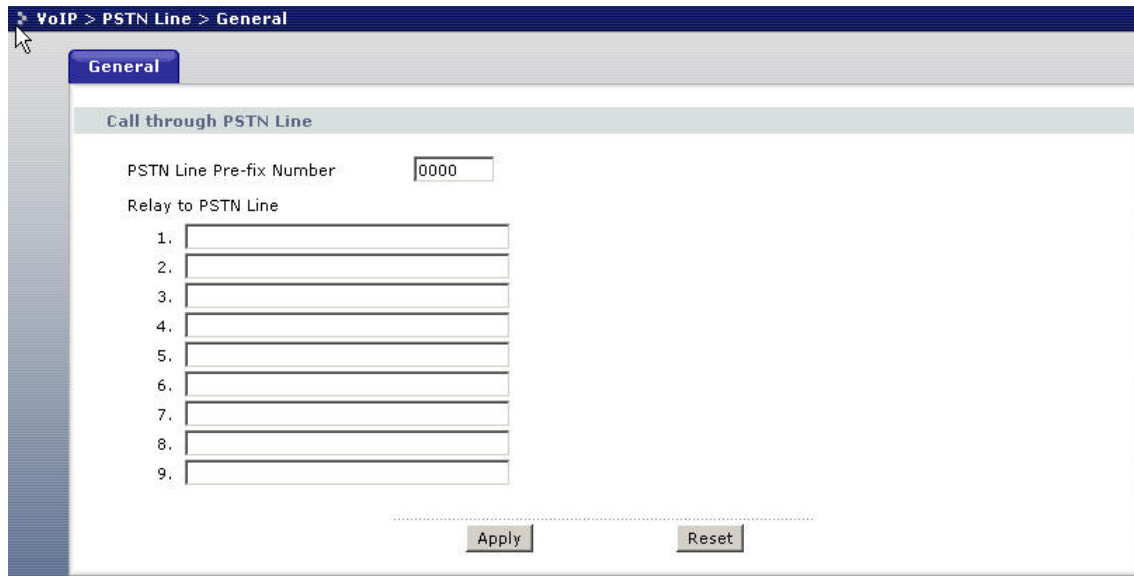 VoIP > PSTN Line > General
General
Call through PSTN Line
PSTN Line Pre-fix Number 0000
Relay to PSTN Line
1.
2.
3.
4.
5.
6.
7.
8.
9.
Apply Reset